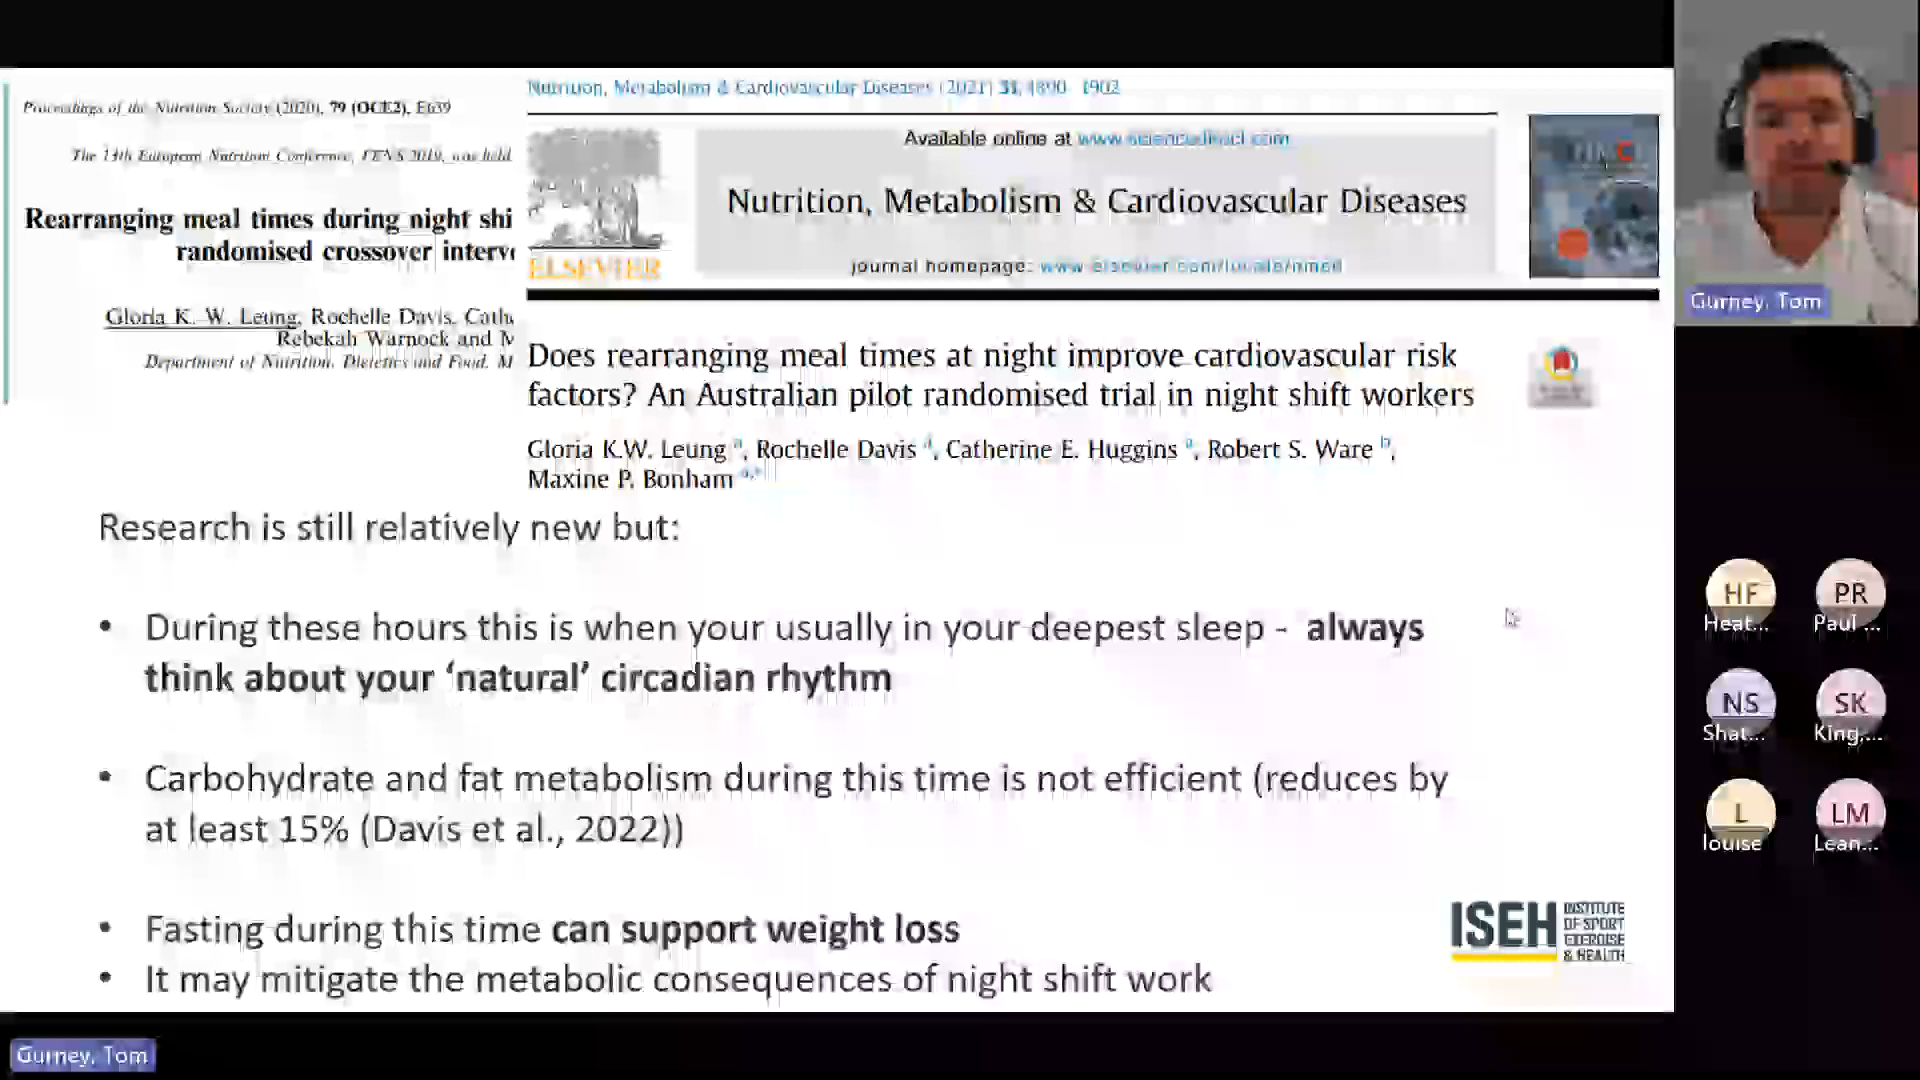 Proceedings of the Nutrition Society (2020), 79 (OCE2), E639
The 13th European Nutrition Conference, FENS 2019, was held
Rearranging meal times during night shi
randomised crossover interve
Gloria K. W. Leung, Rochelle Davis, Cath
Rebekah Warnock and M
Department of Nutrition, Dietetics and Food, M
Nutrition, Metabolism & Cardiovascular Diseases (2021) 31, 1890–1902
Available online at www.sciencedirect.com
Nutrition, Metabolism & Cardiovascular Diseases
journal homepage: www.elsevier.com/locate/nmcd
ELSEVIER
NMCD
Does rearranging meal times at night improve cardiovascular risk
factors? An Australian pilot randomised trial in night shift workers
Gloria K.W. Leung a, Rochelle Davis a, Catherine E. Huggins a, Robert S. Ware b,
Maxine P. Bonham a,*
Research is still relatively new but:
• During these hours this is when your usually in your deepest sleep - always
think about your ‘natural’ circadian rhythm
• Carbohydrate and fat metabolism during this time is not efficient (reduces by
at least 15% (Davis et al., 2022))
• Fasting during this time can support weight loss
• It may mitigate the metabolic consequences of night shift work
ISEH
INSTITUTE
OF SPORT
EXERCISE
& HEALTH
Gurney, Tom
HF
Heat...
PR
Paul ...
NS
Shat...
SK
King,...
L
louise
LM
Lean...
Gurney, Tom